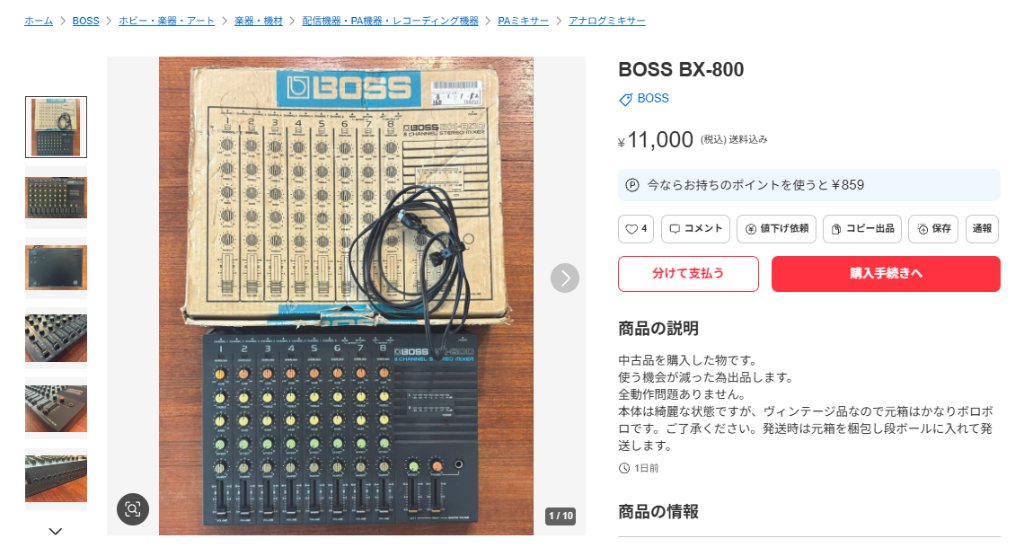 ホーム > BOSS > ホビー・楽器・アート > 楽器・機材 > 配信機器・PA機器・レコーディング機器 > PAミキサー > アナログミキサー
BOSS
1 2 3 4 5 6 7 8
BOSS BX-800
8 CHANNEL STEREO MIXER
BOSS
1 2 3 4 5 6 7 8
BOSS BX-800
8 CHANNEL STEREO MIXER
1 / 10
BOSS BX-800
BOSS
¥11,000 (税込) 送料込み
今ならお持ちのポイントを使うと ¥859
4 コメント 値下げ依頼 コピー出品 保存 通報
分けて支払う 購入手続きへ
商品の説明
中古品を購入した物です。
使う機会が減った為出品します。
全動作問題ありません。
本体は綺麗な状態ですが、ヴィンテージ品なので元箱はかなりボロボ
ロです。ご了承ください。発送時は元箱を梱包し段ボールに入れて発
送します。
1日前
商品の情報